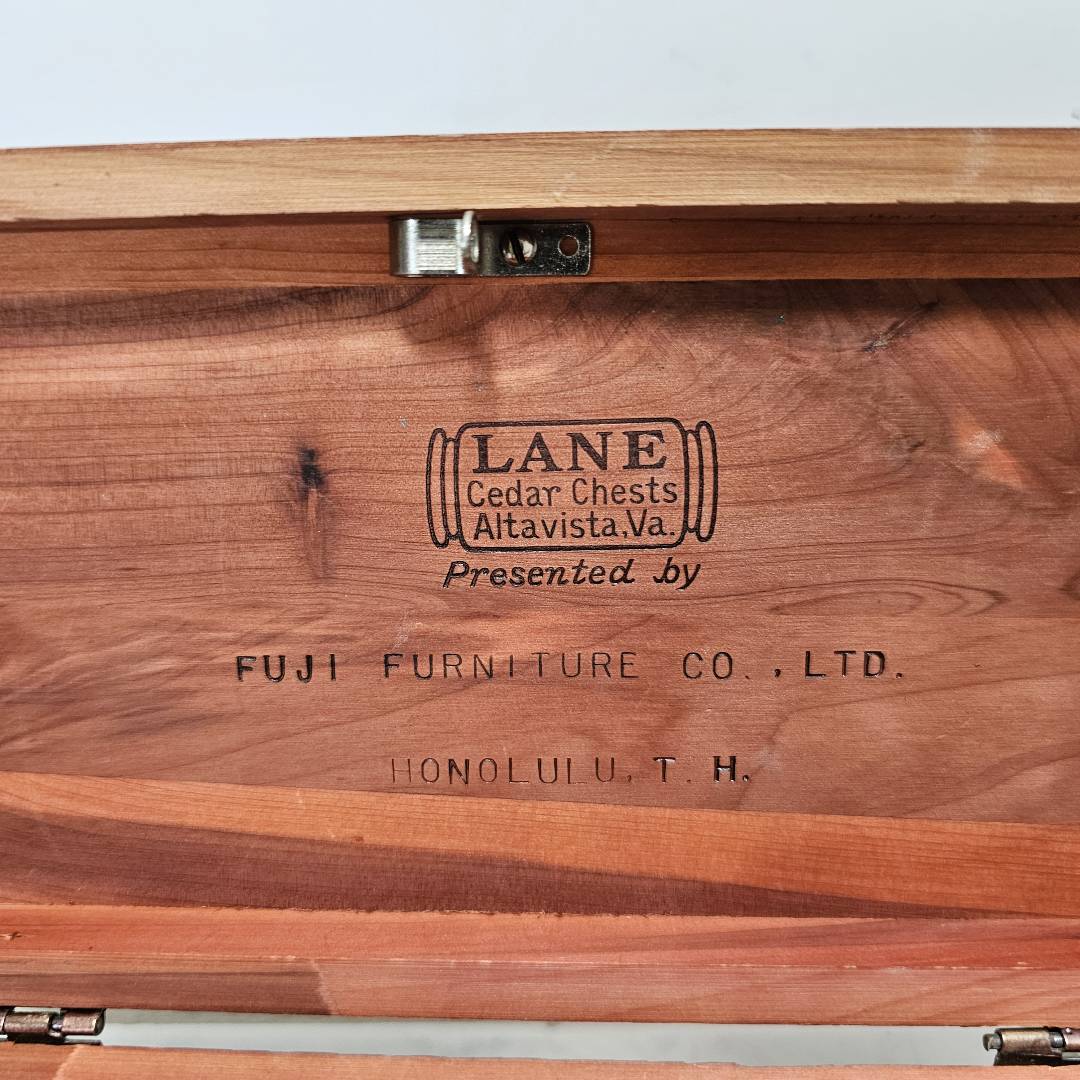 LANE
Cedar Chests
Altavista, Va.
Presented by
FUJI FURNITURE CO., LTD.
HONOLULU, T. H.